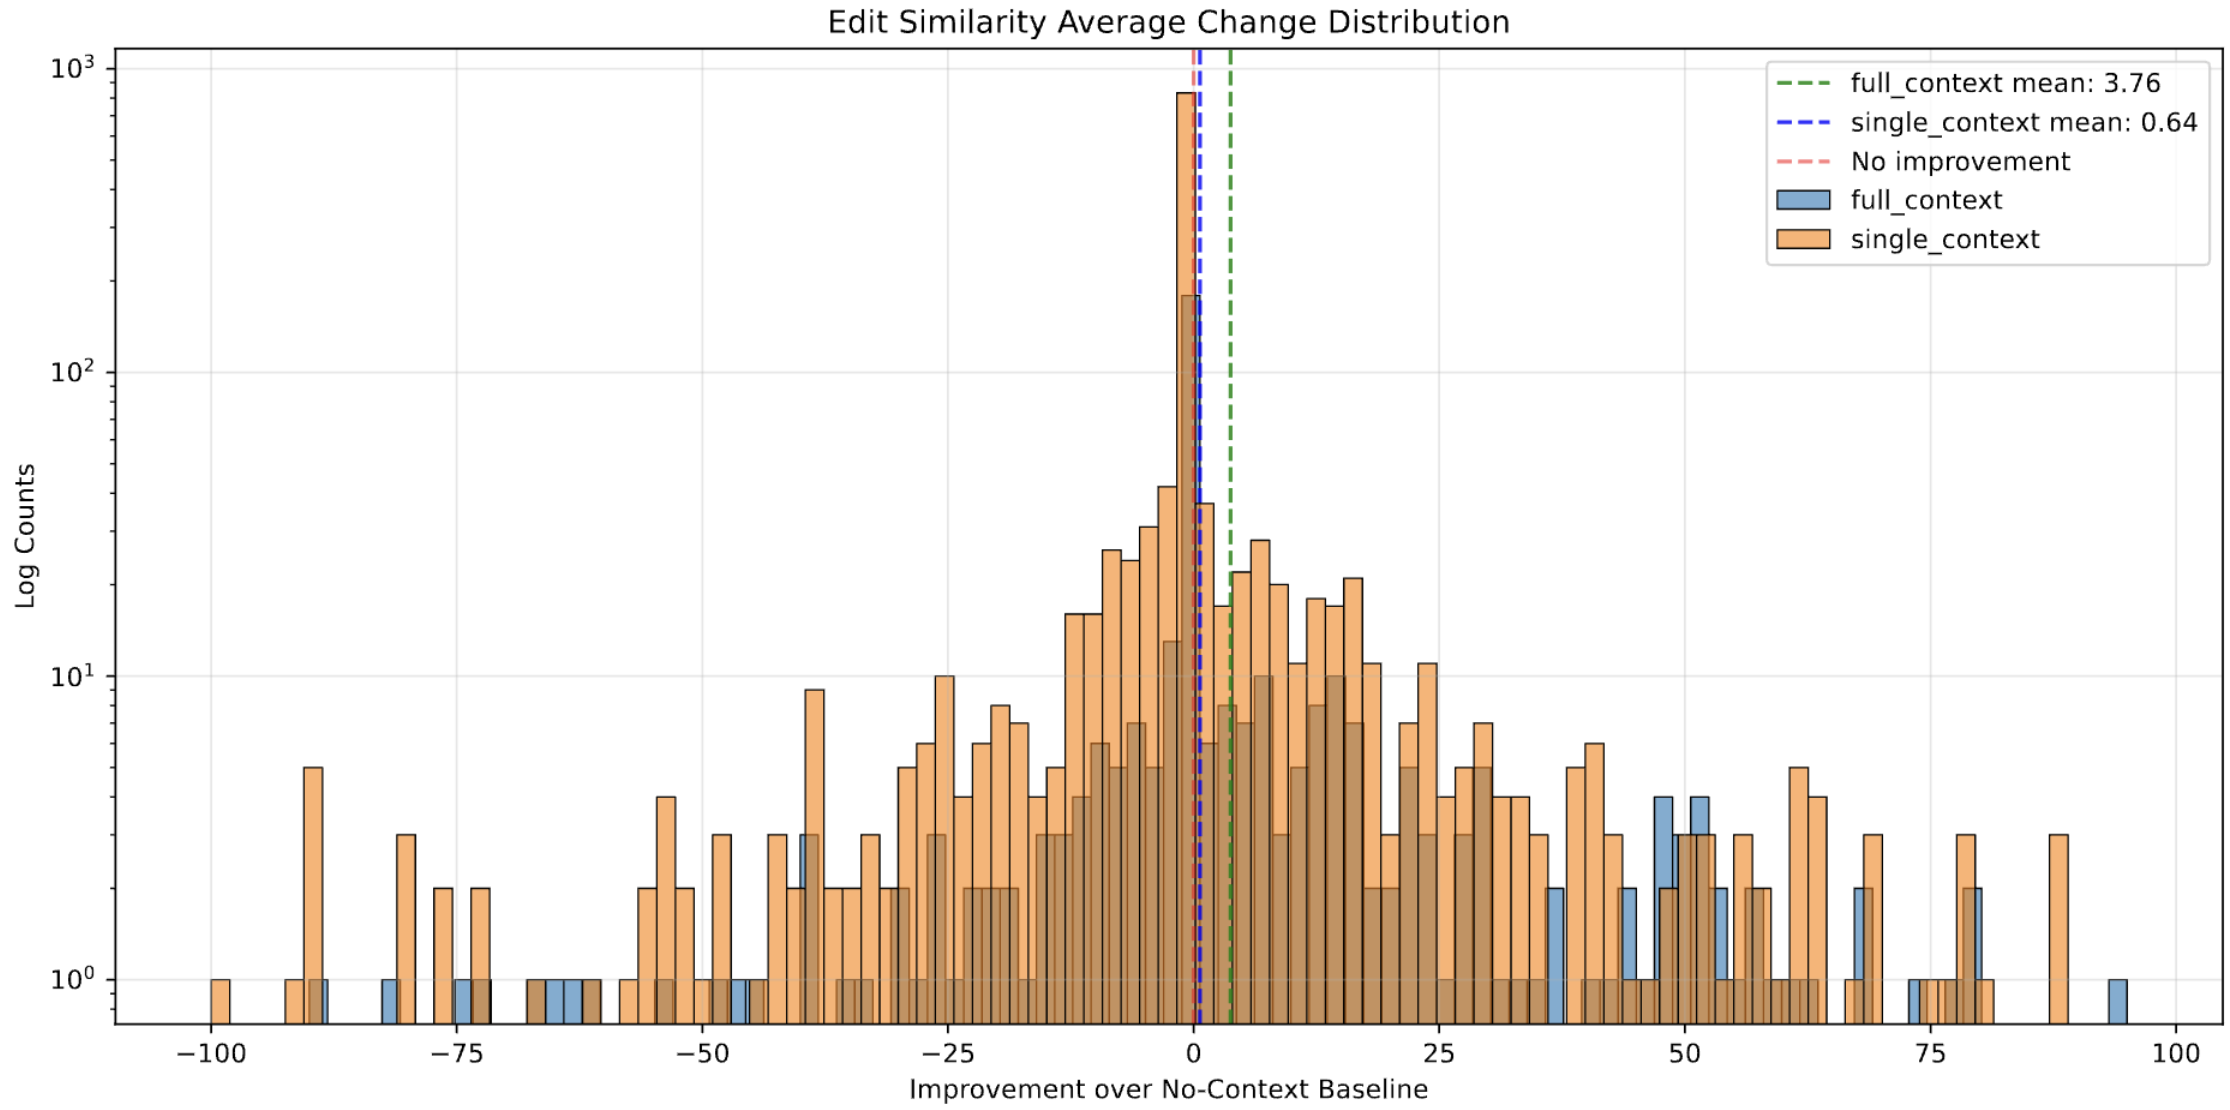 Edit Similarity Average Change Distribution
10³
10²
10¹
10⁰
Log Counts
full_context mean: 3.76
single_context mean: 0.64
No improvement
full_context
single_context
−100 −75 −50 −25 0 25 50 75 100
Improvement over No-Context Baseline